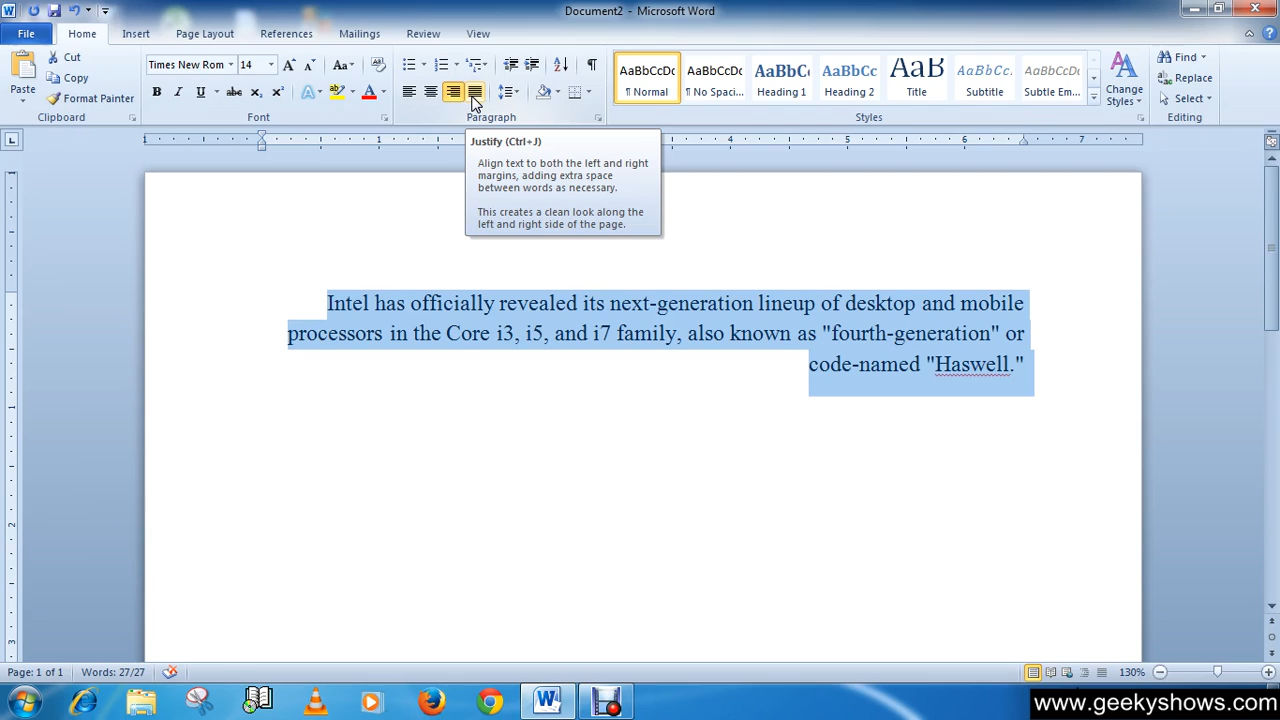 Document2 - Microsoft Word
File Home Insert Page Layout References Mailings Review View
Paste
Cut
Copy
Format Painter
Clipboard
Times New Rom 14
Font
Paragraph
AaBbCcDc AaBbCcDc AaBbCc AaBbCc AaB AaBbCc. AaBbCcDc
¶ Normal ¶ No Spaci... Heading 1 Heading 2 Title Subtitle Subtle Em...
Change
Styles
Styles
Find
Replace
Select
Editing
1 1 4 5 6 7
Justify (Ctrl+J)
Align text to both the left and right
margins, adding extra space
between words as necessary.
This creates a clean look along the
left and right side of the page.
Intel has officially revealed its next-generation lineup of desktop and mobile
processors in the Core i3, i5, and i7 family, also known as "fourth-generation" or
code-named "Haswell."
Page: 1 of 1 Words: 27/27 130%
www.geekyshows.com